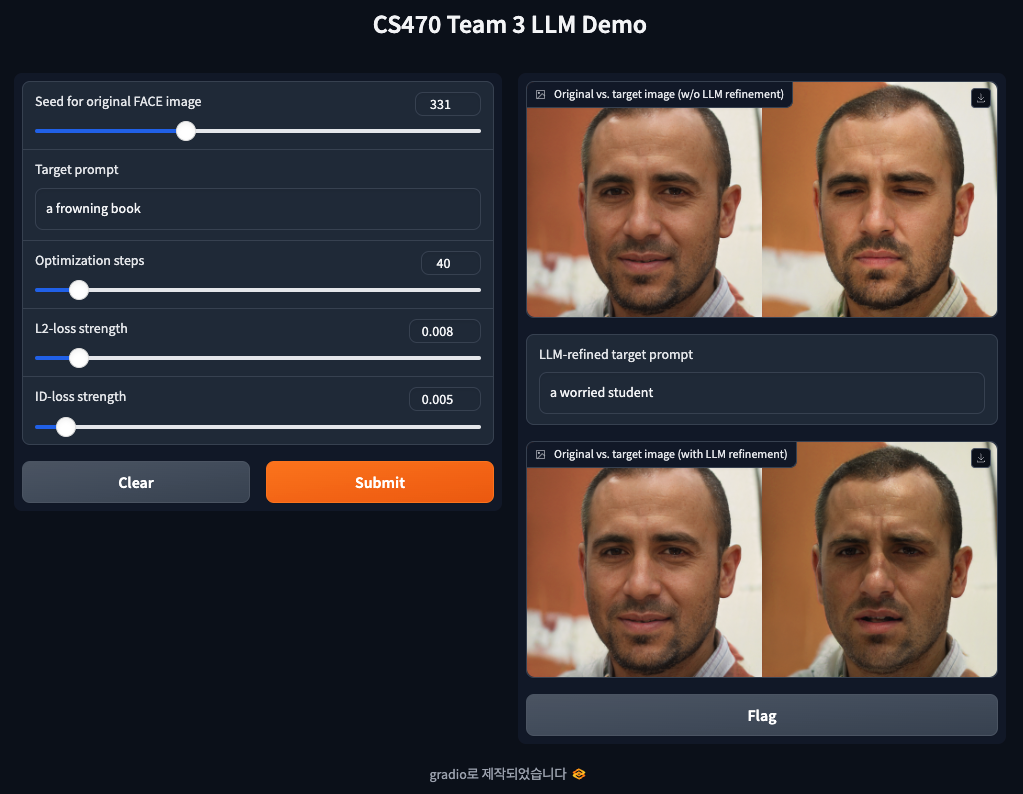 CS470 Team 3 LLM Demo
Seed for original FACE image
331
Target prompt
a frowning book
Optimization steps
40
L2-loss strength
0.008
ID-loss strength
0.005
Clear
Submit
Original vs. target image (w/o LLM refinement)
LLM-refined target prompt
a worried student
Original vs. target image (with LLM refinement)
Flag
gradio로 제작되었습니다